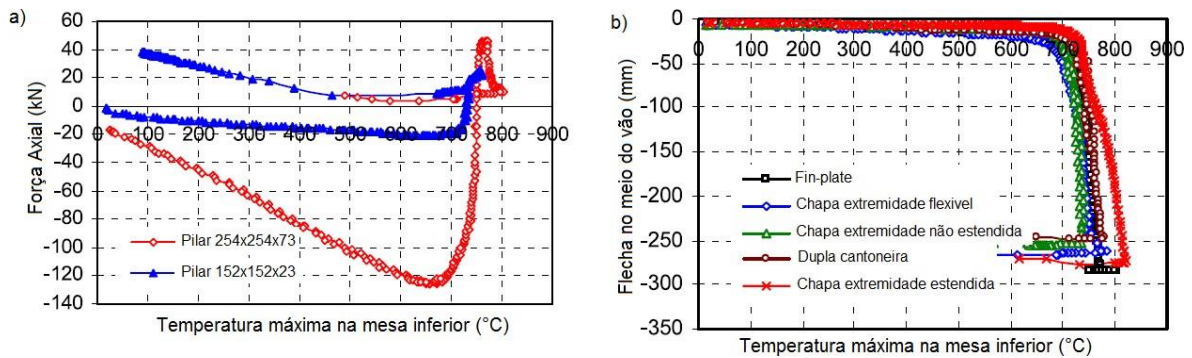 a)
60
40
20
0
-20
-40
-60
-80
-100
-120
-140
0 100 200 300 400 500 600 700 800 900
Força Axial (kN)
Pilar 254x254x73
Pilar 152x152x23
Temperatura máxima na mesa inferior (°C)
b)
0
-50
-100
-150
-200
-250
-300
-350
0 100 200 300 400 500 600 700 800 900
Flecha no meio do vão (mm)
Fin-plate
Chapa extremidade flexivel
Chapa extremidade não estendida
Dupla cantoneira
Chapa extremidade estendida
Temperatura máxima na mesa inferior (°C)